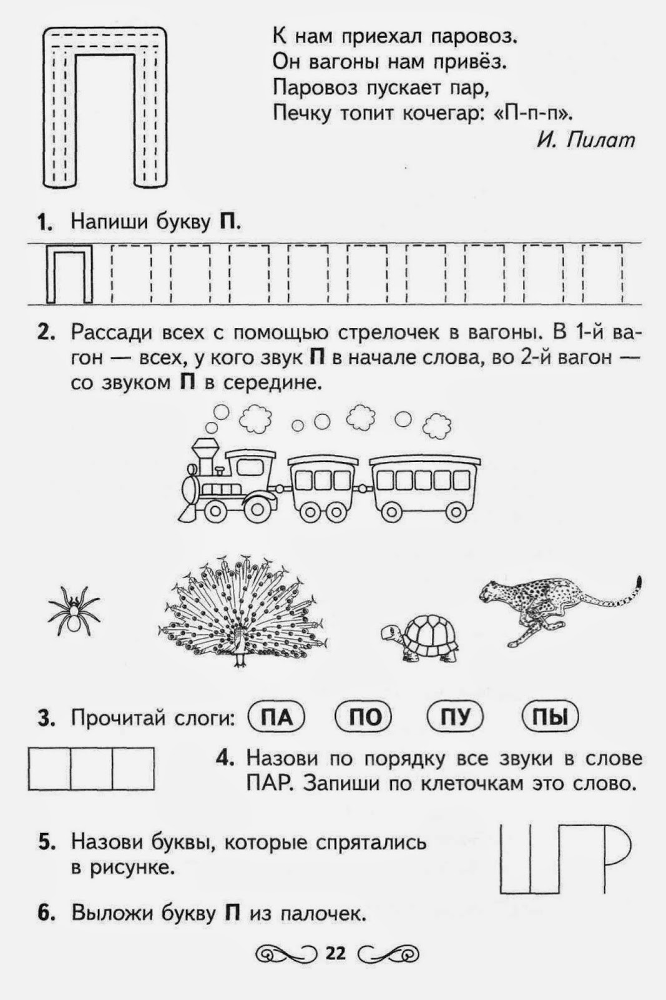 П
К нам приехал паровоз.
Он вагоны нам привёз.
Паровоз пускает пар,
Печку топит кочегар: «П-п-п».
И. Пилат
1. Напиши букву П.
П П П П П П П П П П
2. Рассади всех с помощью стрелочек в вагоны. В 1-й ва-
гон — всех, у кого звук П в начале слова, во 2-й вагон —
со звуком П в середине.
3. Прочитай слоги: ПА ПО ПУ ПЫ
4. Назови по порядку все звуки в слове
ПАР. Запиши по клеточкам это слово.
5. Назови буквы, которые спрятались
в рисунке.
6. Выложи букву П из палочек.
22